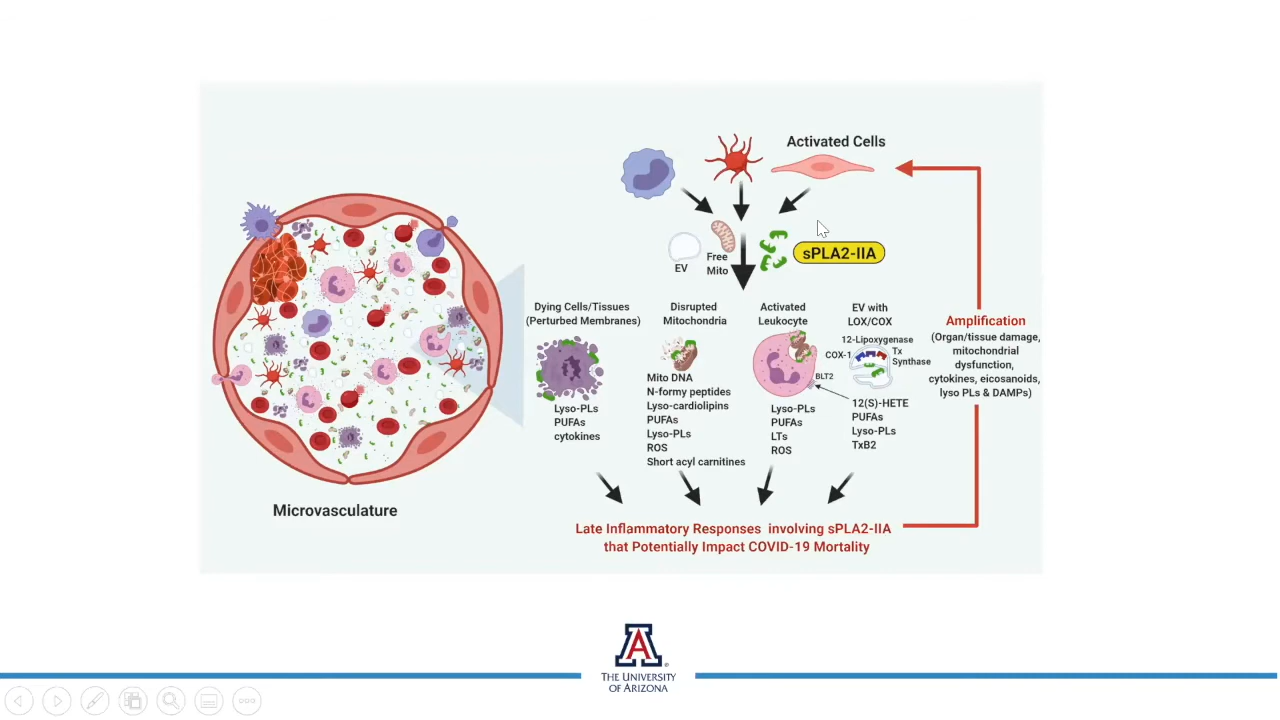 Activated Cells
sPLA2-IIA
EV
Free
Mito
Dying Cells/Tissues
(Perturbed Membranes)
Lyso-PLs
PUFAs
cytokines
Disrupted
Mitochondria
Mito DNA
N-formy peptides
Lyso-cardiolipins
PUFAs
Lyso-PLs
ROS
Short acyl carnitines
Activated
Leukocyte
BLT2
Lyso-PLs
PUFAs
LTs
ROS
EV with
LOX/COX
12-Lipoxygenase
COX-1
Tx
Synthase
12(S)-HETE
PUFAs
Lyso-PLs
TxB2
Amplification
(Organ/tissue damage,
mitochondrial
dysfunction,
cytokines, eicosanoids,
lyso PLs & DAMPs)
Microvasculature
Late Inflammatory Responses involving sPLA2-IIA
that Potentially Impact COVID-19 Mortality
A
THE UNIVERSITY
OF ARIZONA